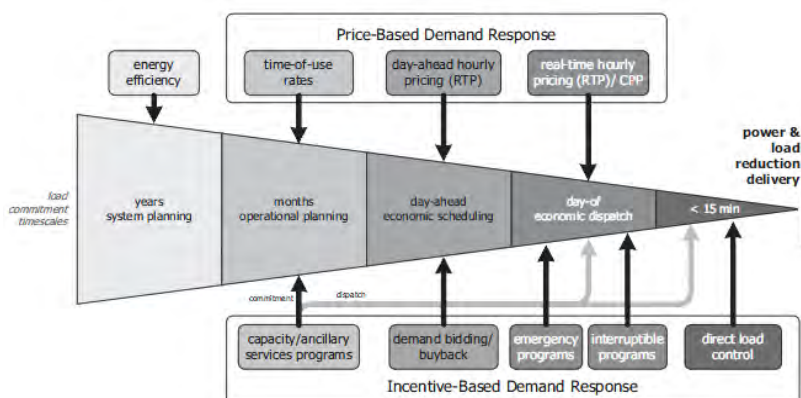 Price-Based Demand Response
energy
efficiency
time-of-use
rates
day-ahead hourly
pricing (RTP)
real-time hourly
pricing (RTP)/ CPP
power &
load
reduction
delivery
load
commitment
timescales
years
system planning
months
operational planning
day-ahead
economic scheduling
day-of
economic dispatch
< 15 min
commitment
dispatch
capacity/ancillary
services programs
demand bidding/
buyback
emergency
programs
interruptible
programs
direct load
control
Incentive-Based Demand Response